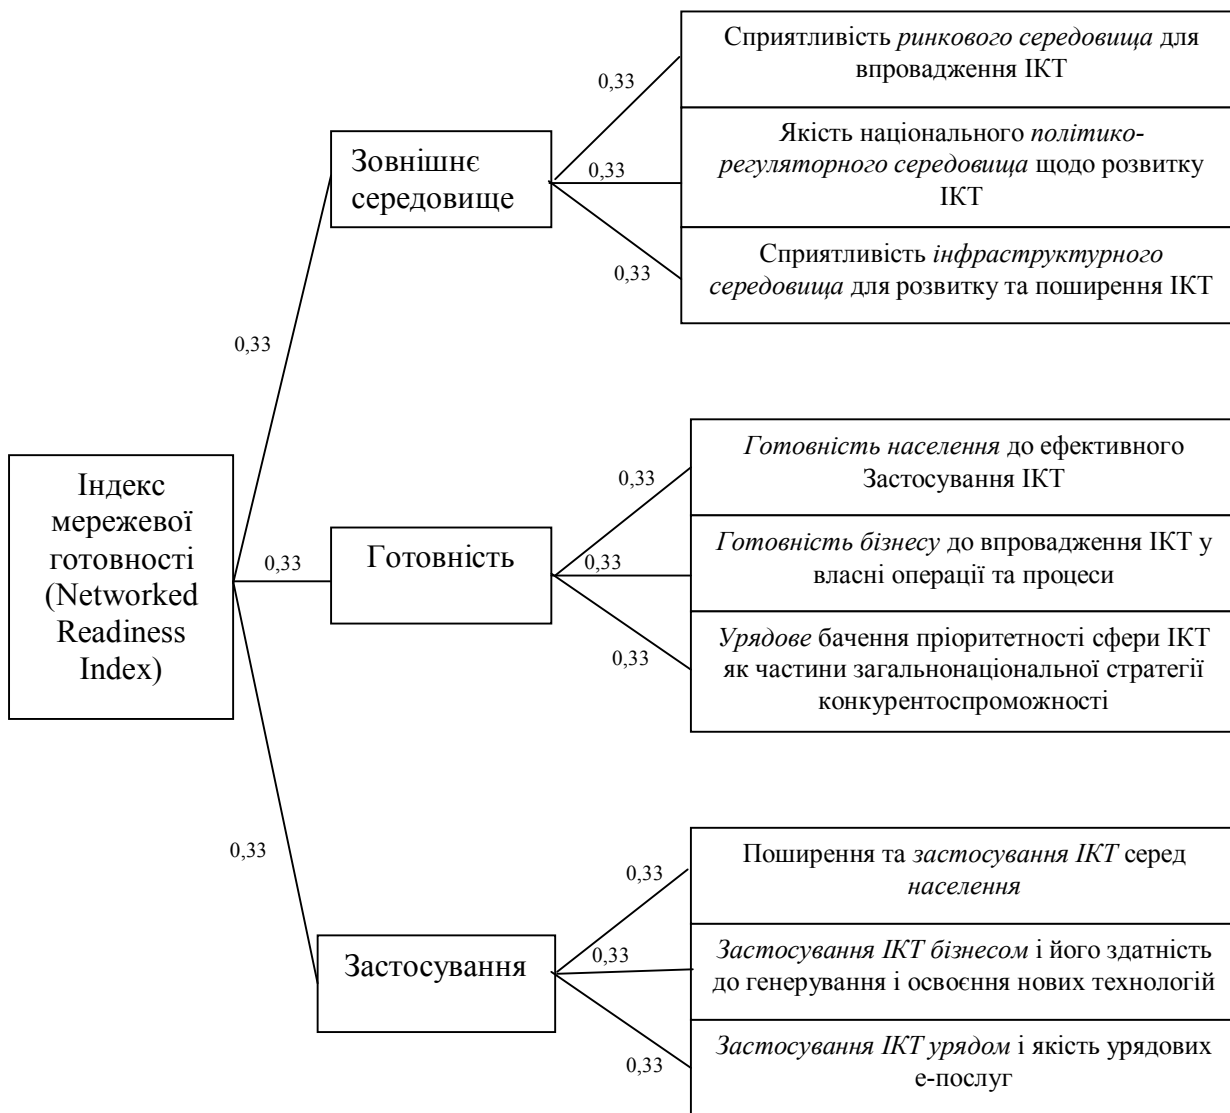 Сприятливість ринкового середовища для
впровадження ІКТ
0,33
Зовнішнє
середовище
0,33
Якість національного політико-
регуляторного середовища щодо розвитку
ІКТ
0,33
Сприятливість інфраструктурного
середовища для розвитку та поширення ІКТ
0,33
Індекс
мережевої
готовності
(Networked
Readiness
Index)
0,33
Готовність
0,33
Готовність населення до ефективного
Застосування ІКТ
0,33
Готовність бізнесу до впровадження ІКТ у
власні операції та процеси
0,33
Урядове бачення пріоритетності сфери ІКТ
як частини загальнонаціональної стратегії
конкурентоспроможності
0,33
Застосування
0,33
Поширення та застосування ІКТ серед
населення
0,33
Застосування ІКТ бізнесом і його здатність
до генерування і освоєння нових технологій
0,33
Застосування ІКТ урядом і якість урядових
е-послуг